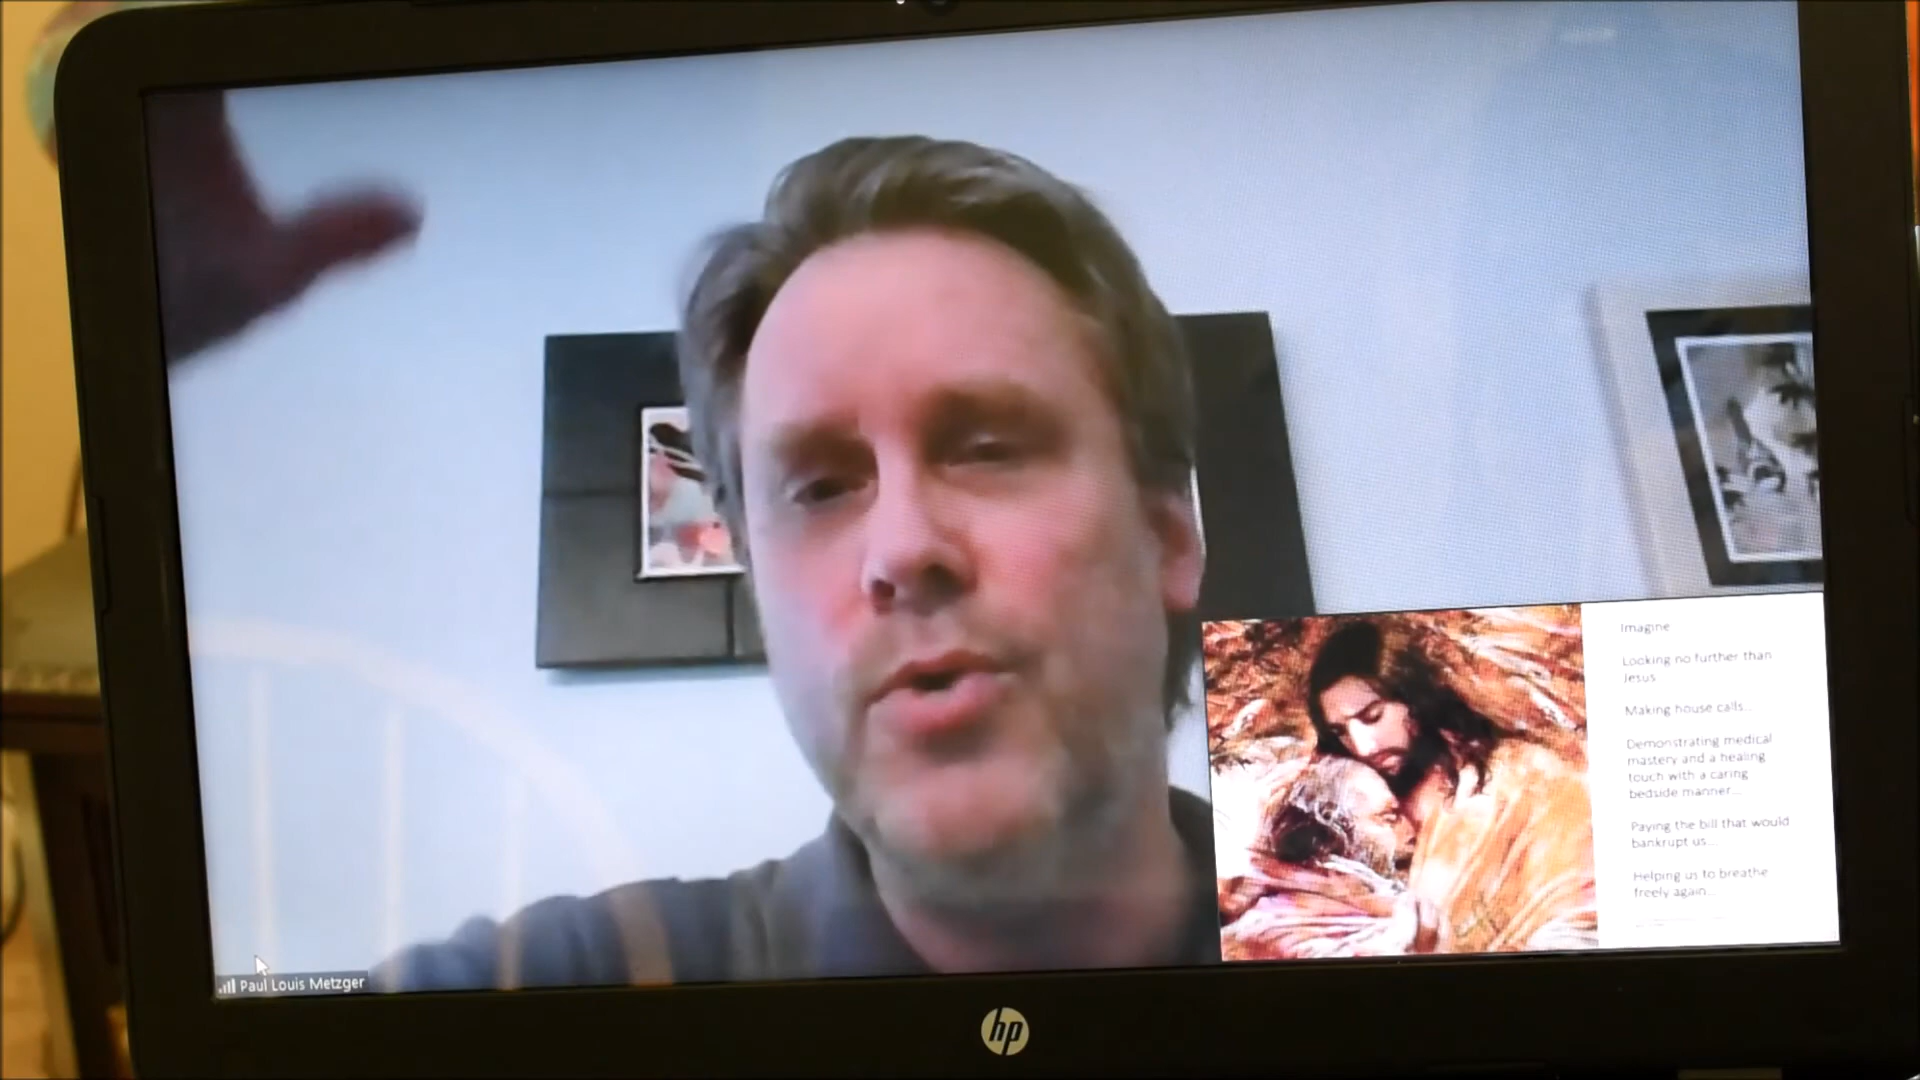 Imagine
Looking no further than
Jesus
Making house calls...
Demonstrating medical
mastery and a healing
touch with a caring
bedside manner...
Paying the bill that would
bankrupt us...
Helping us to breathe
freely again...
Paul Louis Metzger
hp